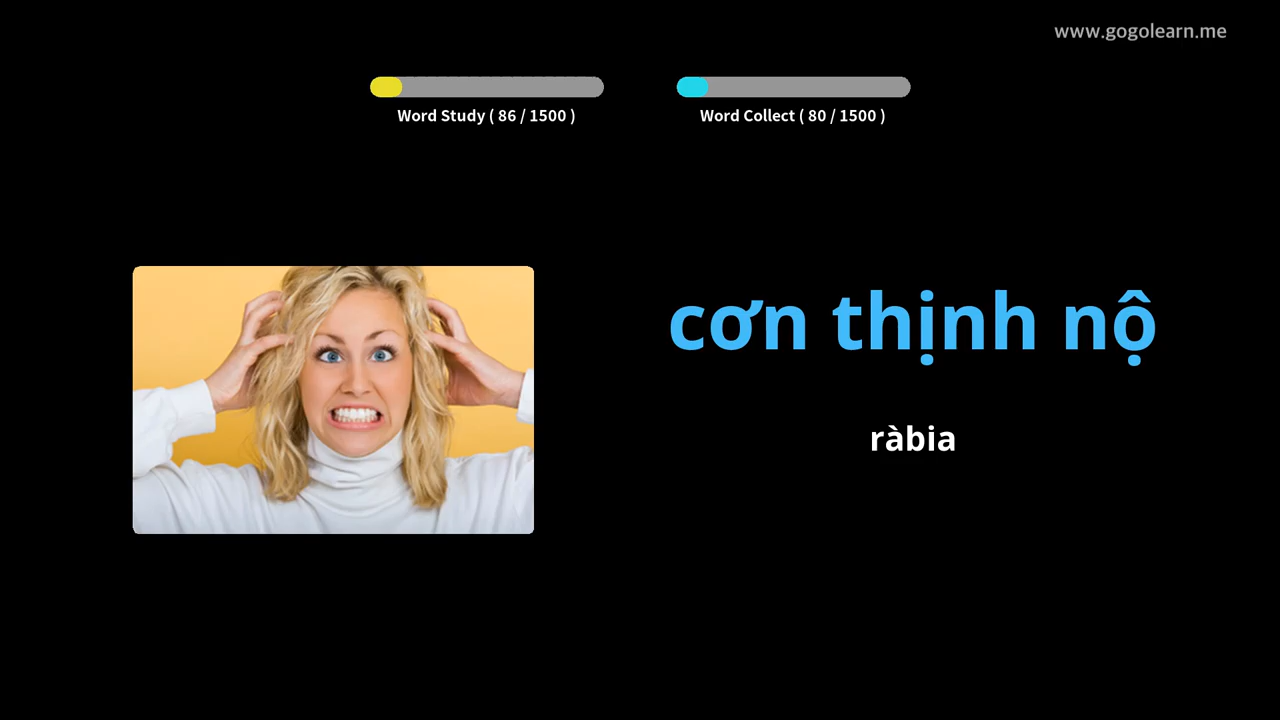 www.gogolearn.me
Word Study ( 86 / 1500 )
Word Collect ( 80 / 1500 )
cơn thịnh nộ
ràbia